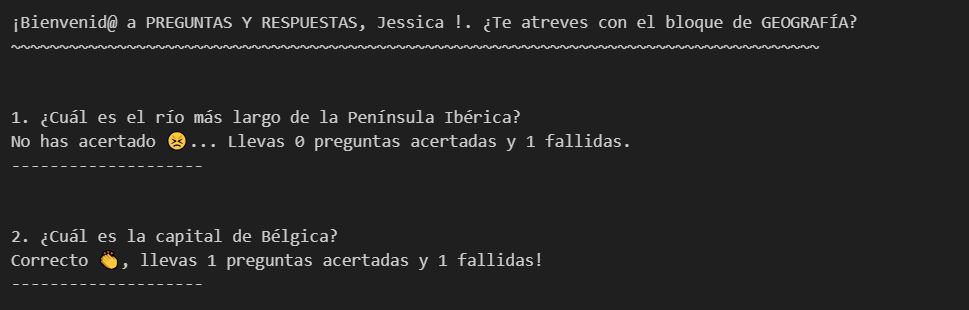 ¡Bienvenid@ a PREGUNTAS Y RESPUESTAS, Jessica !. ¿Te atreves con el bloque de GEOGRAFÍA?
~~~~~~~~~~~~~~~~~~~~~~~~~~~~~~~~~~~~~~~~~~~~~~~~~~~~~~~~~~~~~~~~~~~~~~~~~~~~~~~~~~~~
1. ¿Cuál es el río más largo de la Península Ibérica?
No has acertado 😣... Llevas 0 preguntas acertadas y 1 fallidas.
--------------------
2. ¿Cuál es la capital de Bélgica?
Correcto 👏, llevas 1 preguntas acertadas y 1 fallidas!
--------------------